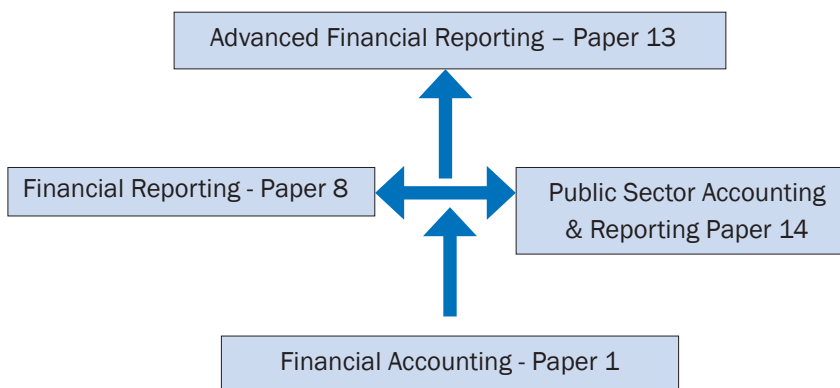 Advanced Financial Reporting – Paper 13
Financial Reporting - Paper 8
Public Sector Accounting
& Reporting Paper 14
Financial Accounting - Paper 1